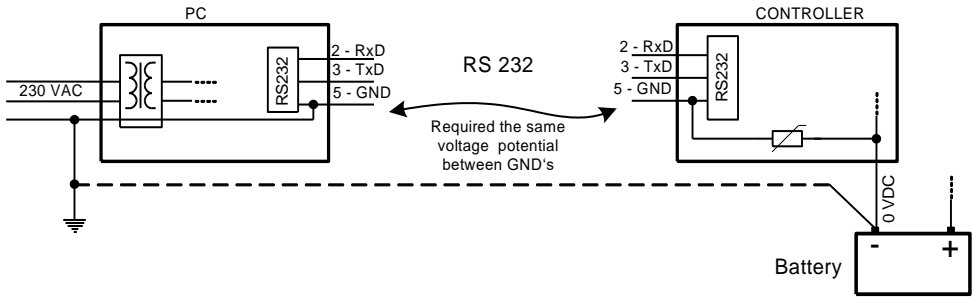 PC
230 VAC
RS232
2 - RxD
3 - TxD
5 - GND
RS 232
Required the same
voltage potential
between GND's
CONTROLLER
2 - RxD
3 - TxD
5 - GND
RS232
0 VDC
- +
Battery